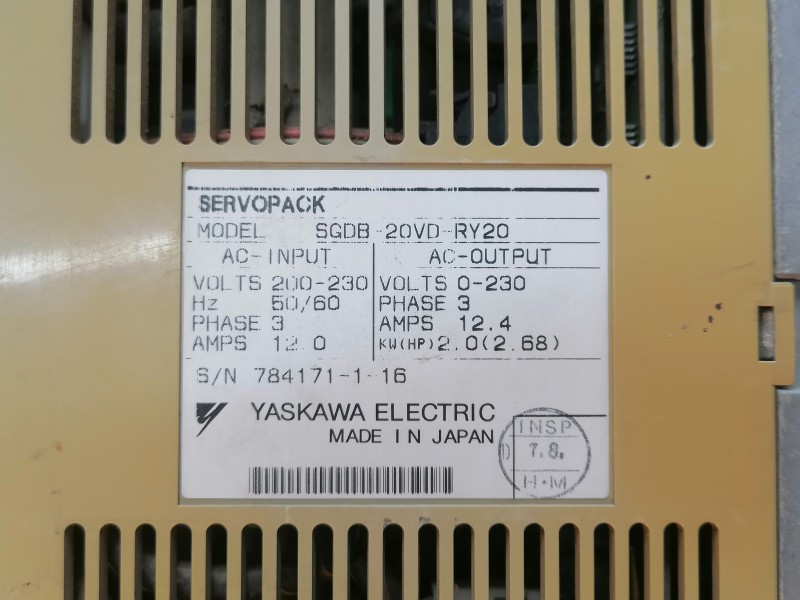 SERVOPACK
MODEL SGDB-20VD-RY20
AC-INPUT AC-OUTPUT
VOLTS 200-230 VOLTS 0-230
Hz 50/60 PHASE 3
PHASE 3 AMPS 12.4
AMPS 12.0 KW(HP)2.0(2.68)
S/N 784171-1-16
YASKAWA ELECTRIC
MADE IN JAPAN
INSP
7.8.
H·M